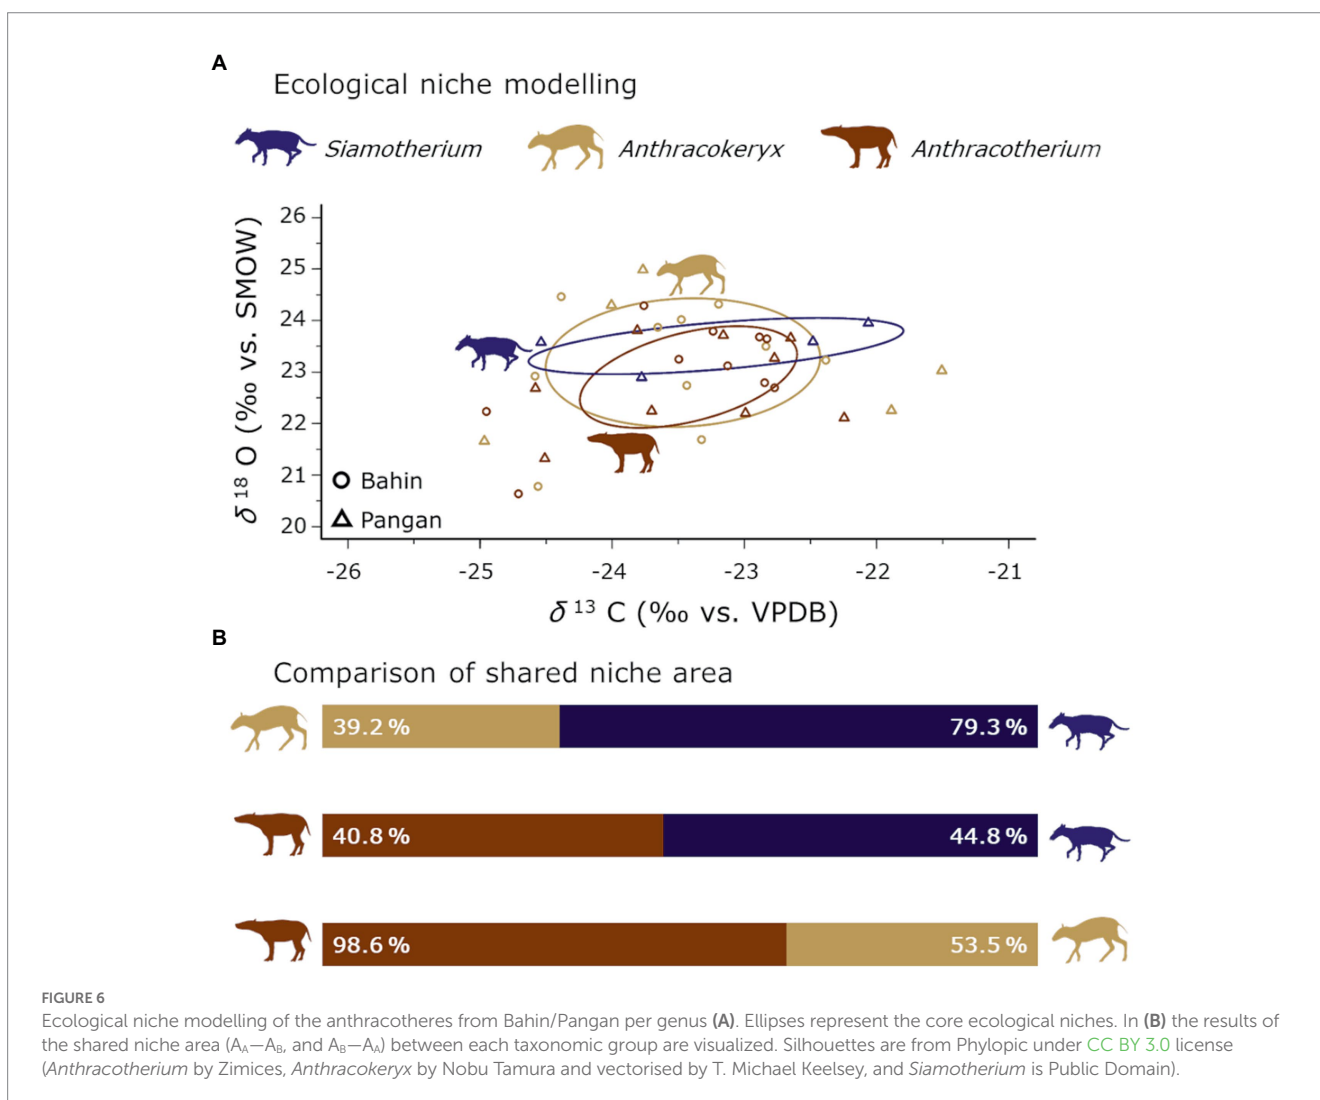 A
Ecological niche modelling
Siamotherium
Anthracokeryx
Anthracotherium
δ 18 O (‰ vs. SMOW)
26
25
24
23
22
21
20
Bahin
Pangan
-26 -25 -24 -23 -22 -21
δ 13 C (‰ vs. VPDB)
B
Comparison of shared niche area
39.2 % 79.3 %
40.8 % 44.8 %
98.6 % 53.5 %
FIGURE 6
Ecological niche modelling of the anthracotheres from Bahin/Pangan per genus (A). Ellipses represent the core ecological niches. In (B) the results of
the shared niche area (AA—AB, and AB—AA) between each taxonomic group are visualized. Silhouettes are from Phylopic under CC BY 3.0 license
(Anthracotherium by Zimices, Anthracokeryx by Nobu Tamura and vectorised by T. Michael Keelsey, and Siamotherium is Public Domain).